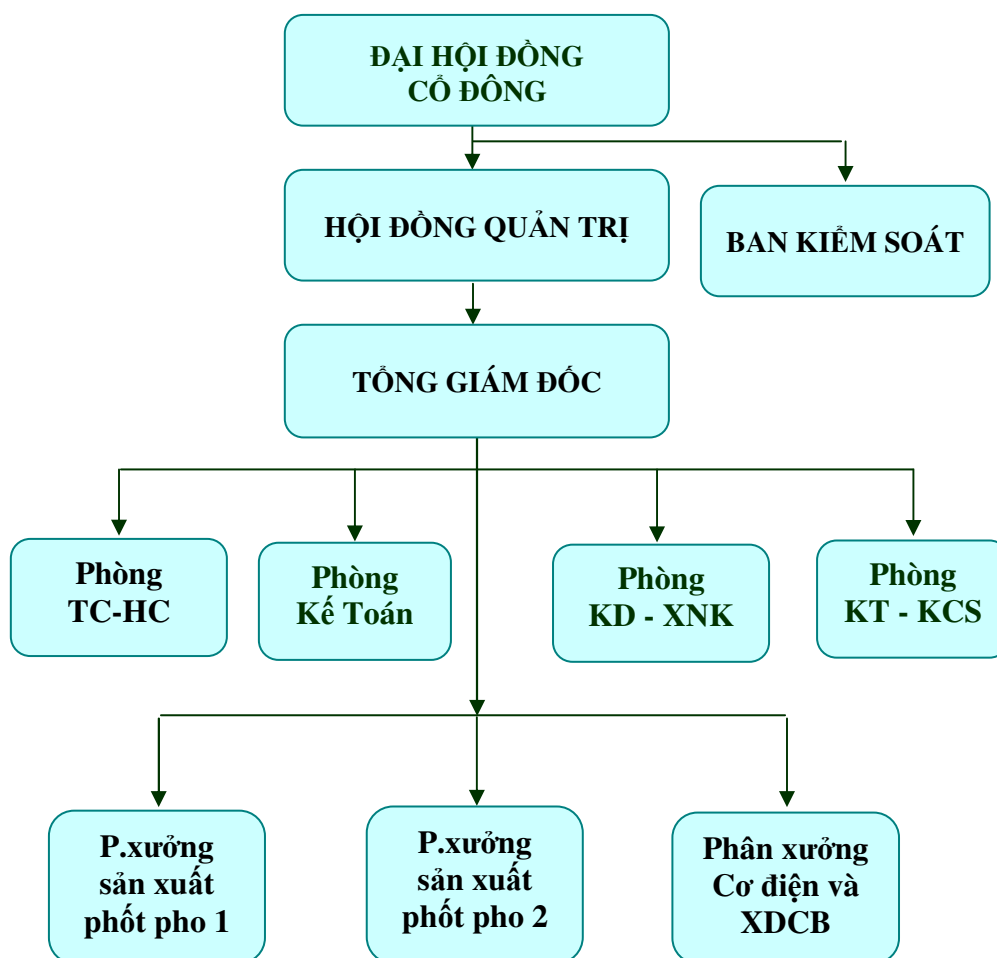 ĐẠI HỘI ĐỒNG
CỔ ĐÔNG
HỘI ĐỒNG QUẢN TRỊ
BAN KIỂM SOÁT
TỔNG GIÁM ĐỐC
Phòng
TC-HC
Phòng
Kế Toán
Phòng
KD - XNK
Phòng
KT - KCS
P.xưởng
sản xuất
phốt pho 1
P.xưởng
sản xuất
phốt pho 2
Phân xưởng
Cơ điện và
XDCB